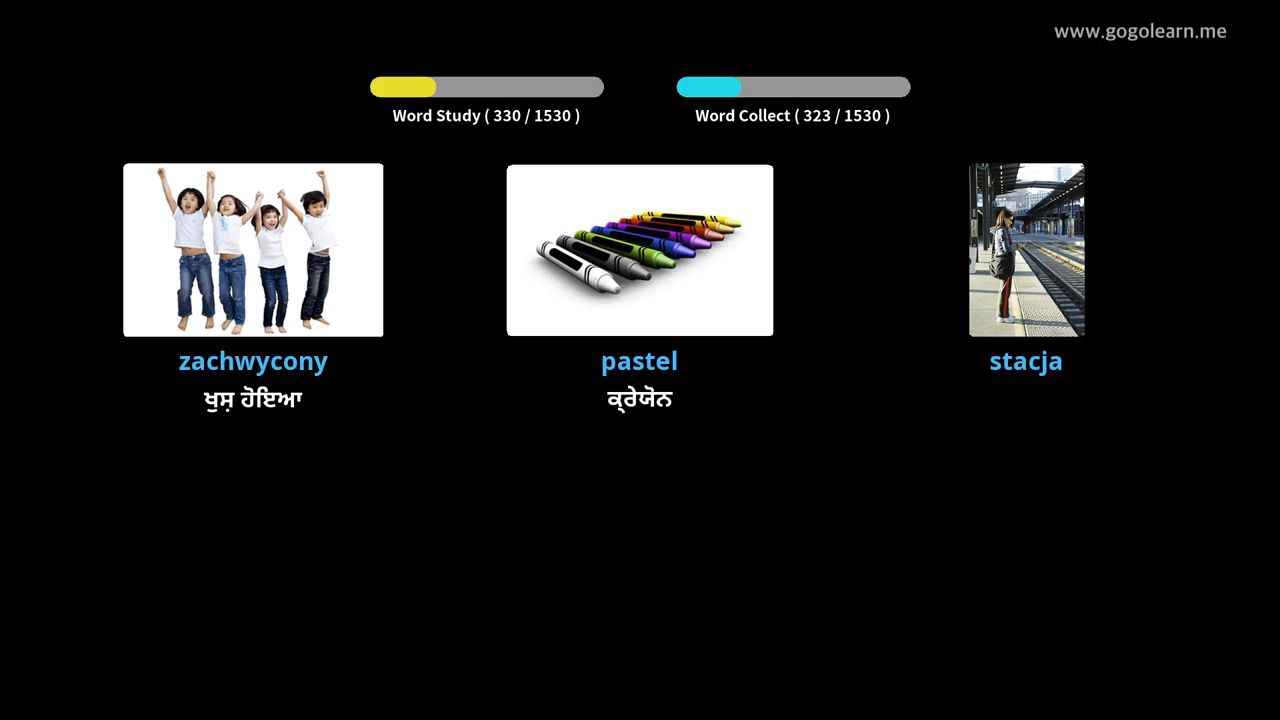 www.gogolearn.me
Word Study ( 330 / 1530 )
Word Collect ( 323 / 1530 )
zachwycony
pastel
stacja
ਖੁਸ਼ ਹੋਇਆ
ਕ੍ਰੇਯੋਨ